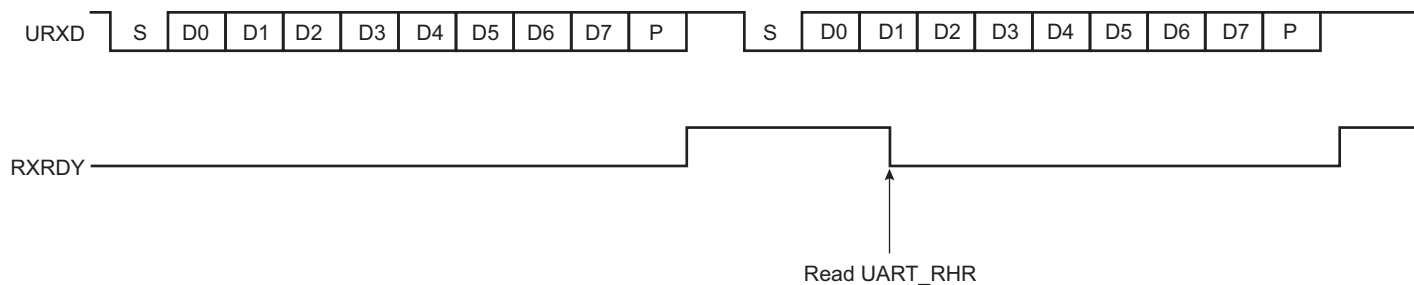 URXD S D0 D1 D2 D3 D4 D5 D6 D7 P S D0 D1 D2 D3 D4 D5 D6 D7 P
RXRDY
Read UART_RHR